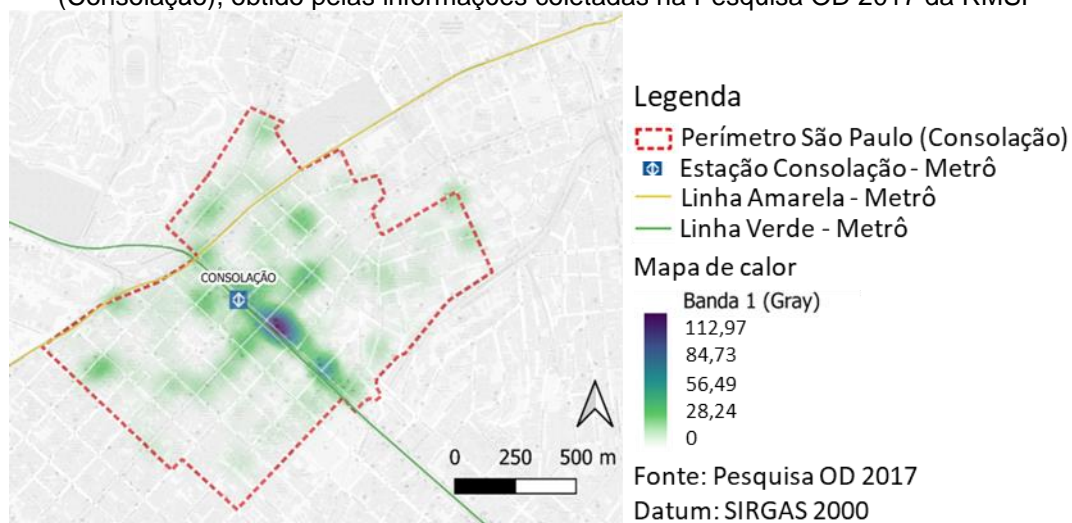 (Consolação), obtido pelas informações coletadas na Pesquisa OD 2017 da RMSP
CONSOLAÇÃO
0 250 500 m
Legenda
Perímetro São Paulo (Consolação)
Estação Consolação - Metrô
Linha Amarela - Metrô
Linha Verde - Metrô
Mapa de calor
Banda 1 (Gray)
112,97
84,73
56,49
28,24
0
Fonte: Pesquisa OD 2017
Datum: SIRGAS 2000